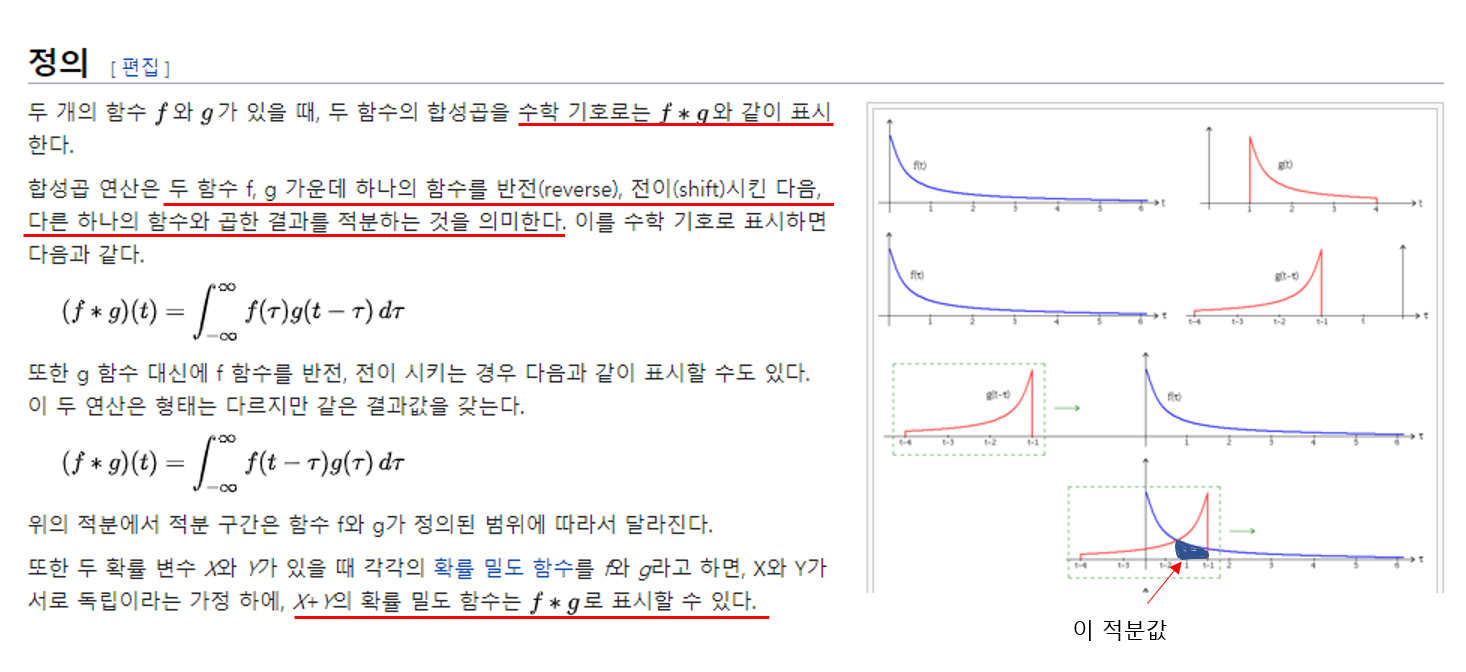 정의 [ 편집 ]
두 개의 함수 f 와 g 가 있을 때, 두 함수의 합성곱을 수학 기호로는 f * g 와 같이 표시
한다.
합성곱 연산은 두 함수 f, g 가운데 하나의 함수를 반전(reverse), 전이(shift)시킨 다음,
다른 하나의 함수와 곱한 결과를 적분하는 것을 의미한다. 이를 수학 기호로 표시하면
다음과 같다.
(f * g)(t) = ∫_{-∞}^{∞} f(τ)g(t − τ) dτ
또한 g 함수 대신에 f 함수를 반전, 전이 시키는 경우 다음과 같이 표시할 수도 있다.
이 두 연산은 형태는 다르지만 같은 결과값을 갖는다.
(f * g)(t) = ∫_{-∞}^{∞} f(t − τ)g(τ) dτ
위의 적분에서 적분 구간은 함수 f와 g가 정의된 범위에 따라서 달라진다.
또한 두 확률 변수 X와 Y가 있을 때 각각의 확률 밀도 함수를 f와 g라고 하면, X와 Y가
서로 독립이라는 가정 하에, X+Y의 확률 밀도 함수는 f * g 로 표시할 수 있다.
f(t)
1 2 3 4 5 6 t
g(t)
1 2 3 4 t
f(τ)
1 2 3 4 5 6 τ
g(t-τ)
t-4 t-3 t-2 t-1 t τ
g(t-τ)
t-4 t-3 t-2 t-1
f(τ)
1 2 3 4 5 6 τ
t-4 t-3 t-2 1 t-1 2 3 4 5 6 τ
이 적분값